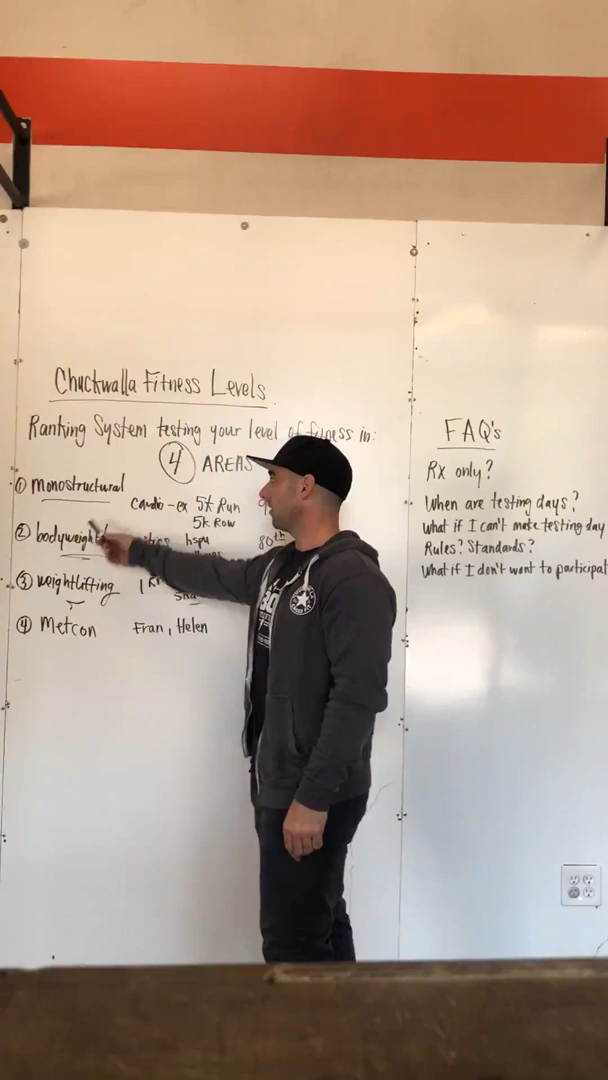 Chuckwalla Fitness Levels
Ranking System testing your level of fitness in:
4 AREAS
① monostructural
cardio - ex 5k Run
5k Row
② bodyweight
hspu
80th
③ weightlifting
④ Metcon
Fran, Helen
FAQ's
Rx only?
When are testing days?
what if I can't make testing day
Rules? Standards?
What if I don't want to participat